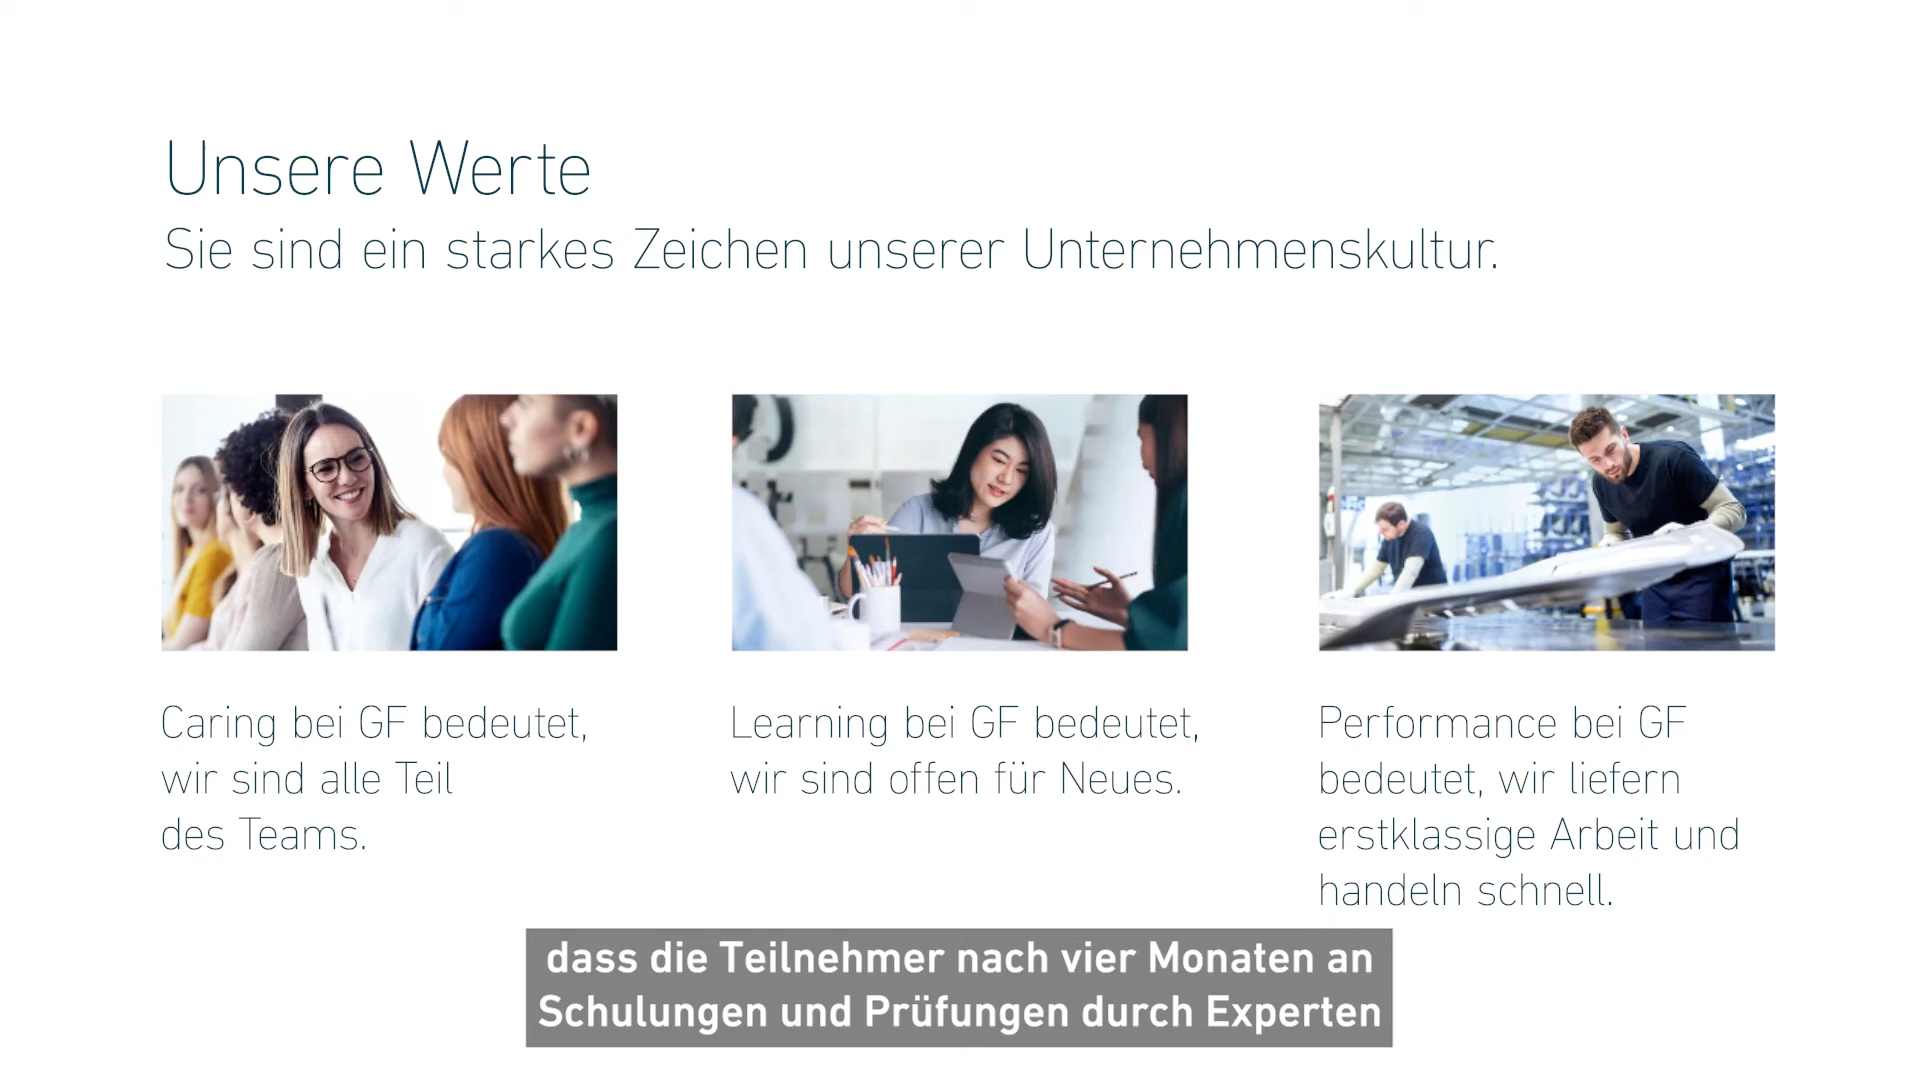 Unsere Werte
Sie sind ein starkes Zeichen unserer Unternehmenskultur.
Caring bei GF bedeutet,
wir sind alle Teil
des Teams.
Learning bei GF bedeutet,
wir sind offen für Neues.
Performance bei GF
bedeutet, wir liefern
erstklassige Arbeit und
handeln schnell.
dass die Teilnehmer nach vier Monaten an
Schulungen und Prüfungen durch Experten